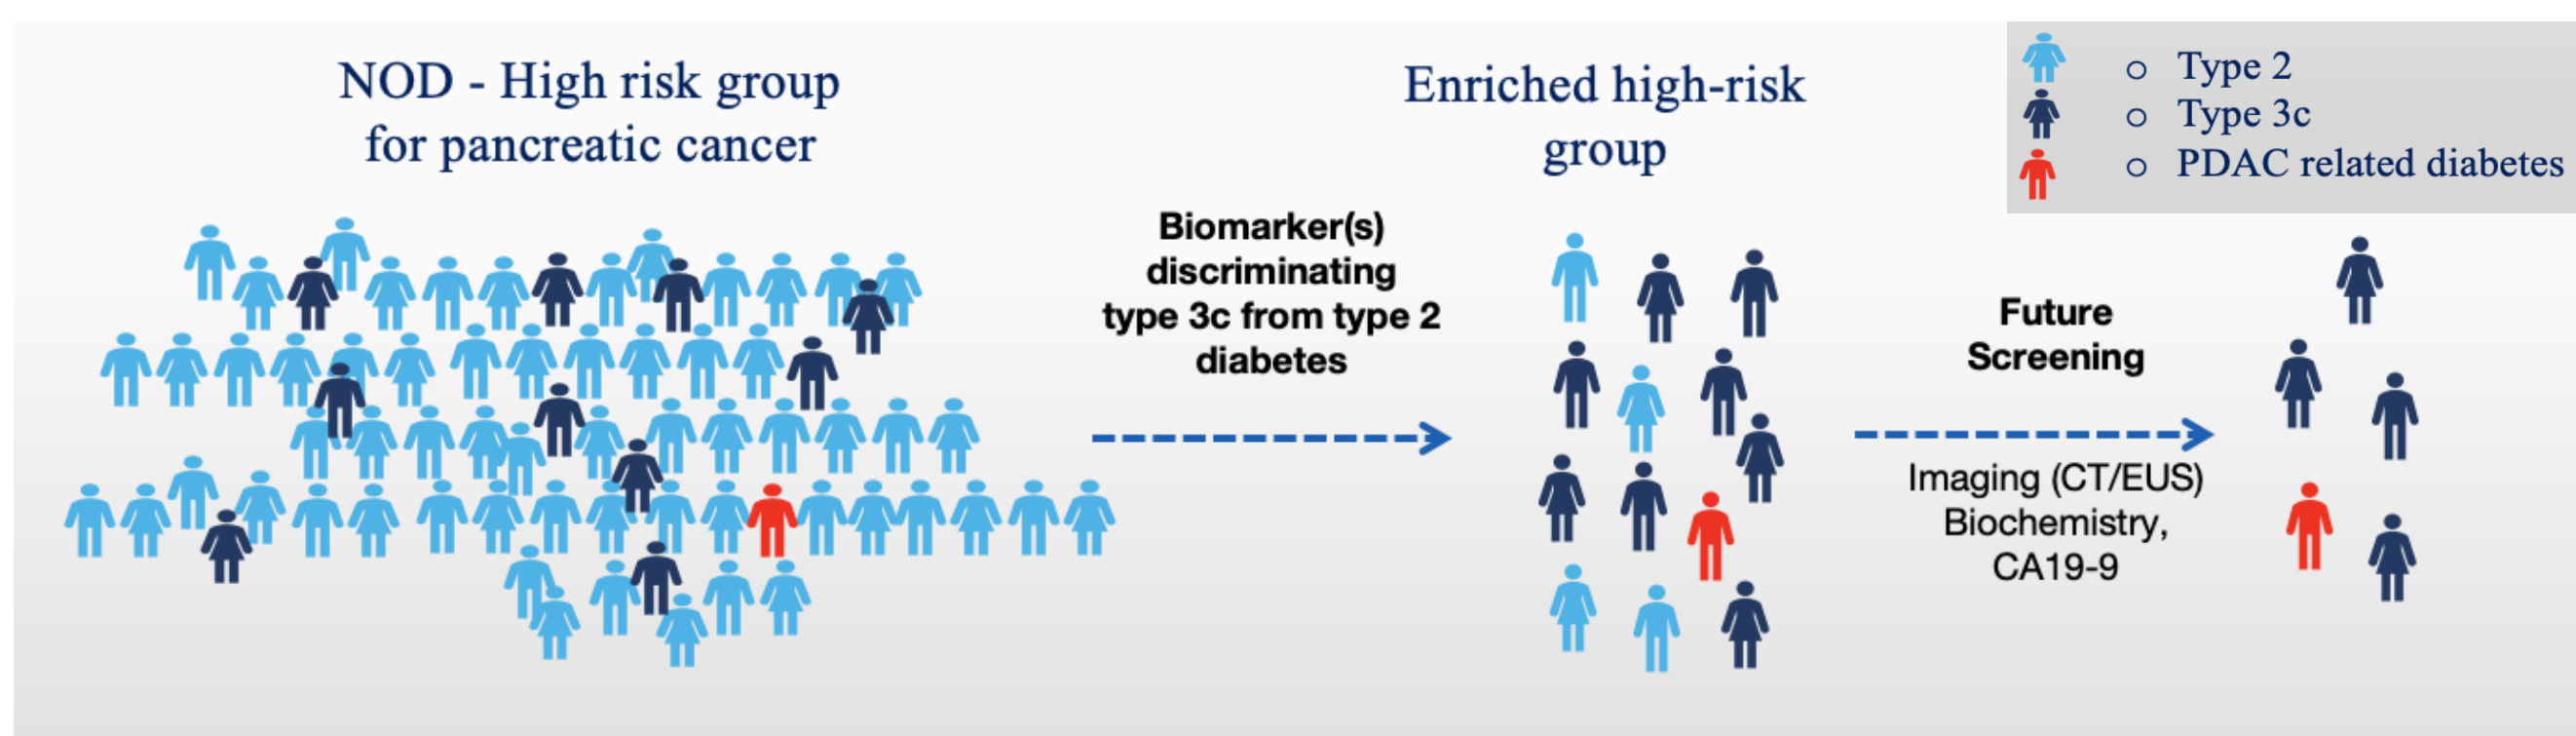 NOD - High risk group
for pancreatic cancer
Biomarker(s)
discriminating
type 3c from type 2
diabetes
Enriched high-risk
group
Future
Screening
Imaging (CT/EUS)
Biochemistry,
CA19-9
o Type 2
o Type 3c
o PDAC related diabetes